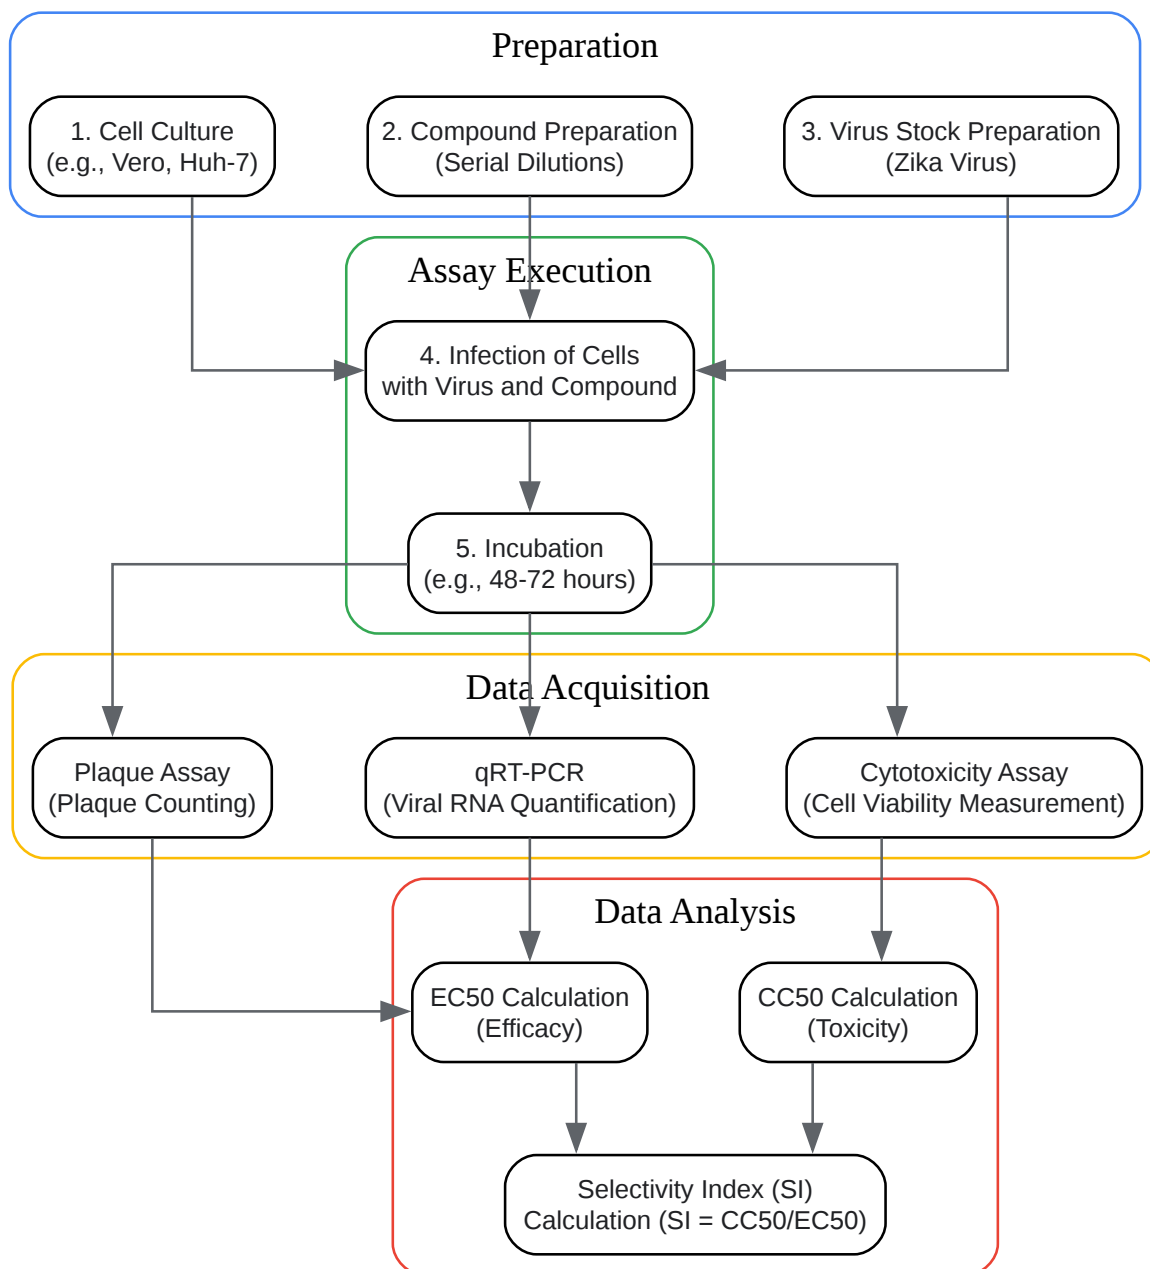 Preparation
1. Cell Culture
(e.g., Vero, Huh-7)
2. Compound Preparation
(Serial Dilutions)
3. Virus Stock Preparation
(Zika Virus)
Assay Execution
4. Infection of Cells
with Virus and Compound
5. Incubation
(e.g., 48-72 hours)
Data Acquisition
Plaque Assay
(Plaque Counting)
qRT-PCR
(Viral RNA Quantification)
Cytotoxicity Assay
(Cell Viability Measurement)
Data Analysis
EC50 Calculation
(Efficacy)
CC50 Calculation
(Toxicity)
Selectivity Index (SI)
Calculation (SI = CC50/EC50)